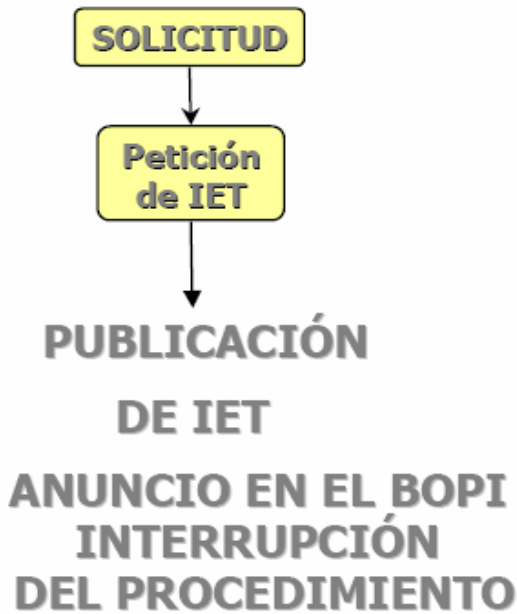 SOLICITUD
Petición
de IET
PUBLICACIÓN
DE IET
ANUNCIO EN EL BOPI
INTERRUPCIÓN
DEL PROCEDIMIENTO